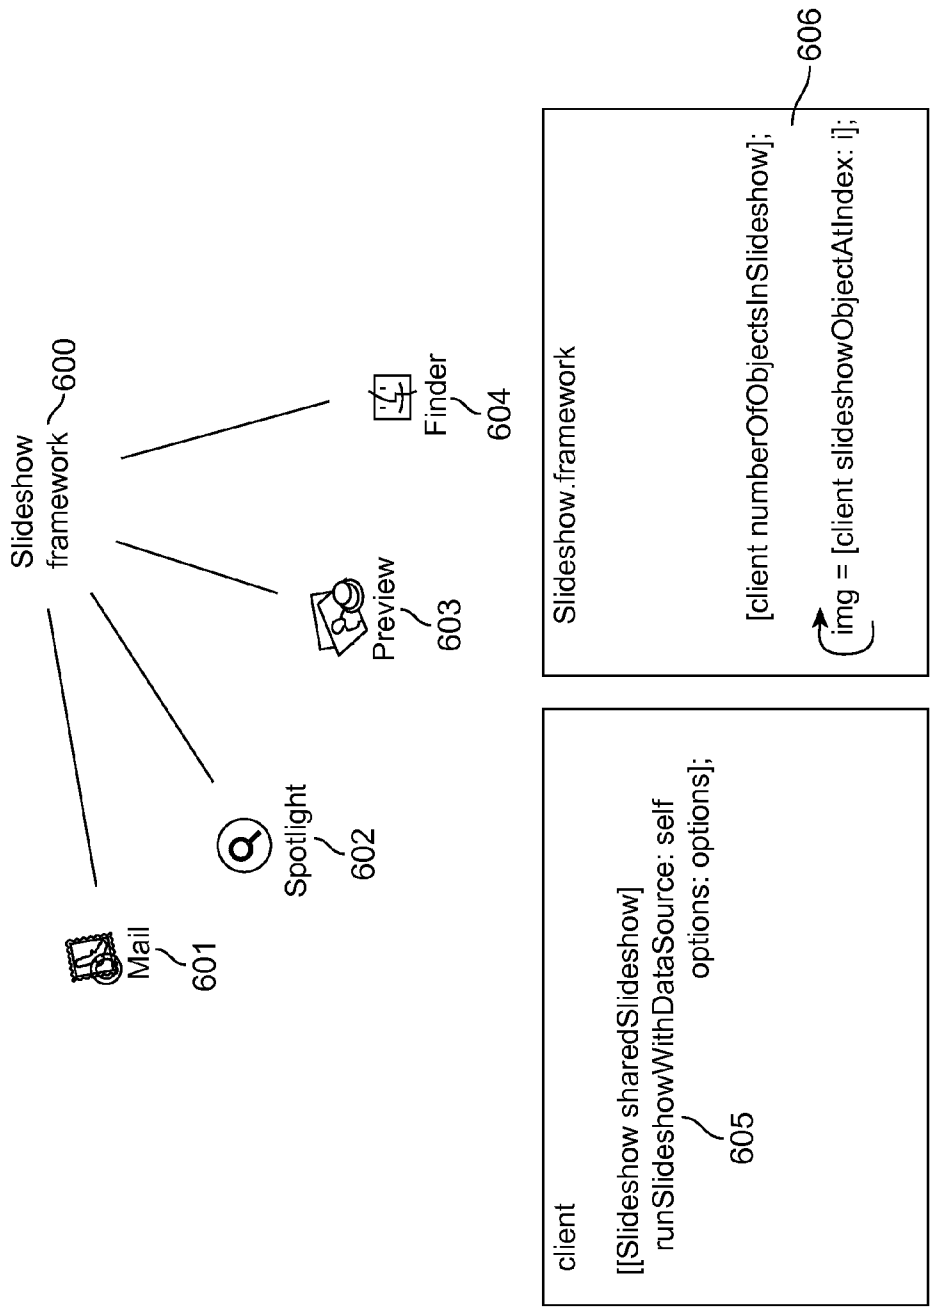 Slideshow
framework
600
Mail
601
Spotlight
602
Preview
603
Finder
604
client
[[Slideshow sharedSlideshow]
runSlideshowWithDataSource: self
options: options];
605
Slideshow.framework
[client numberOfObjectsInSlideshow];
606
img = [client slideshowObjectAtIndex: i];